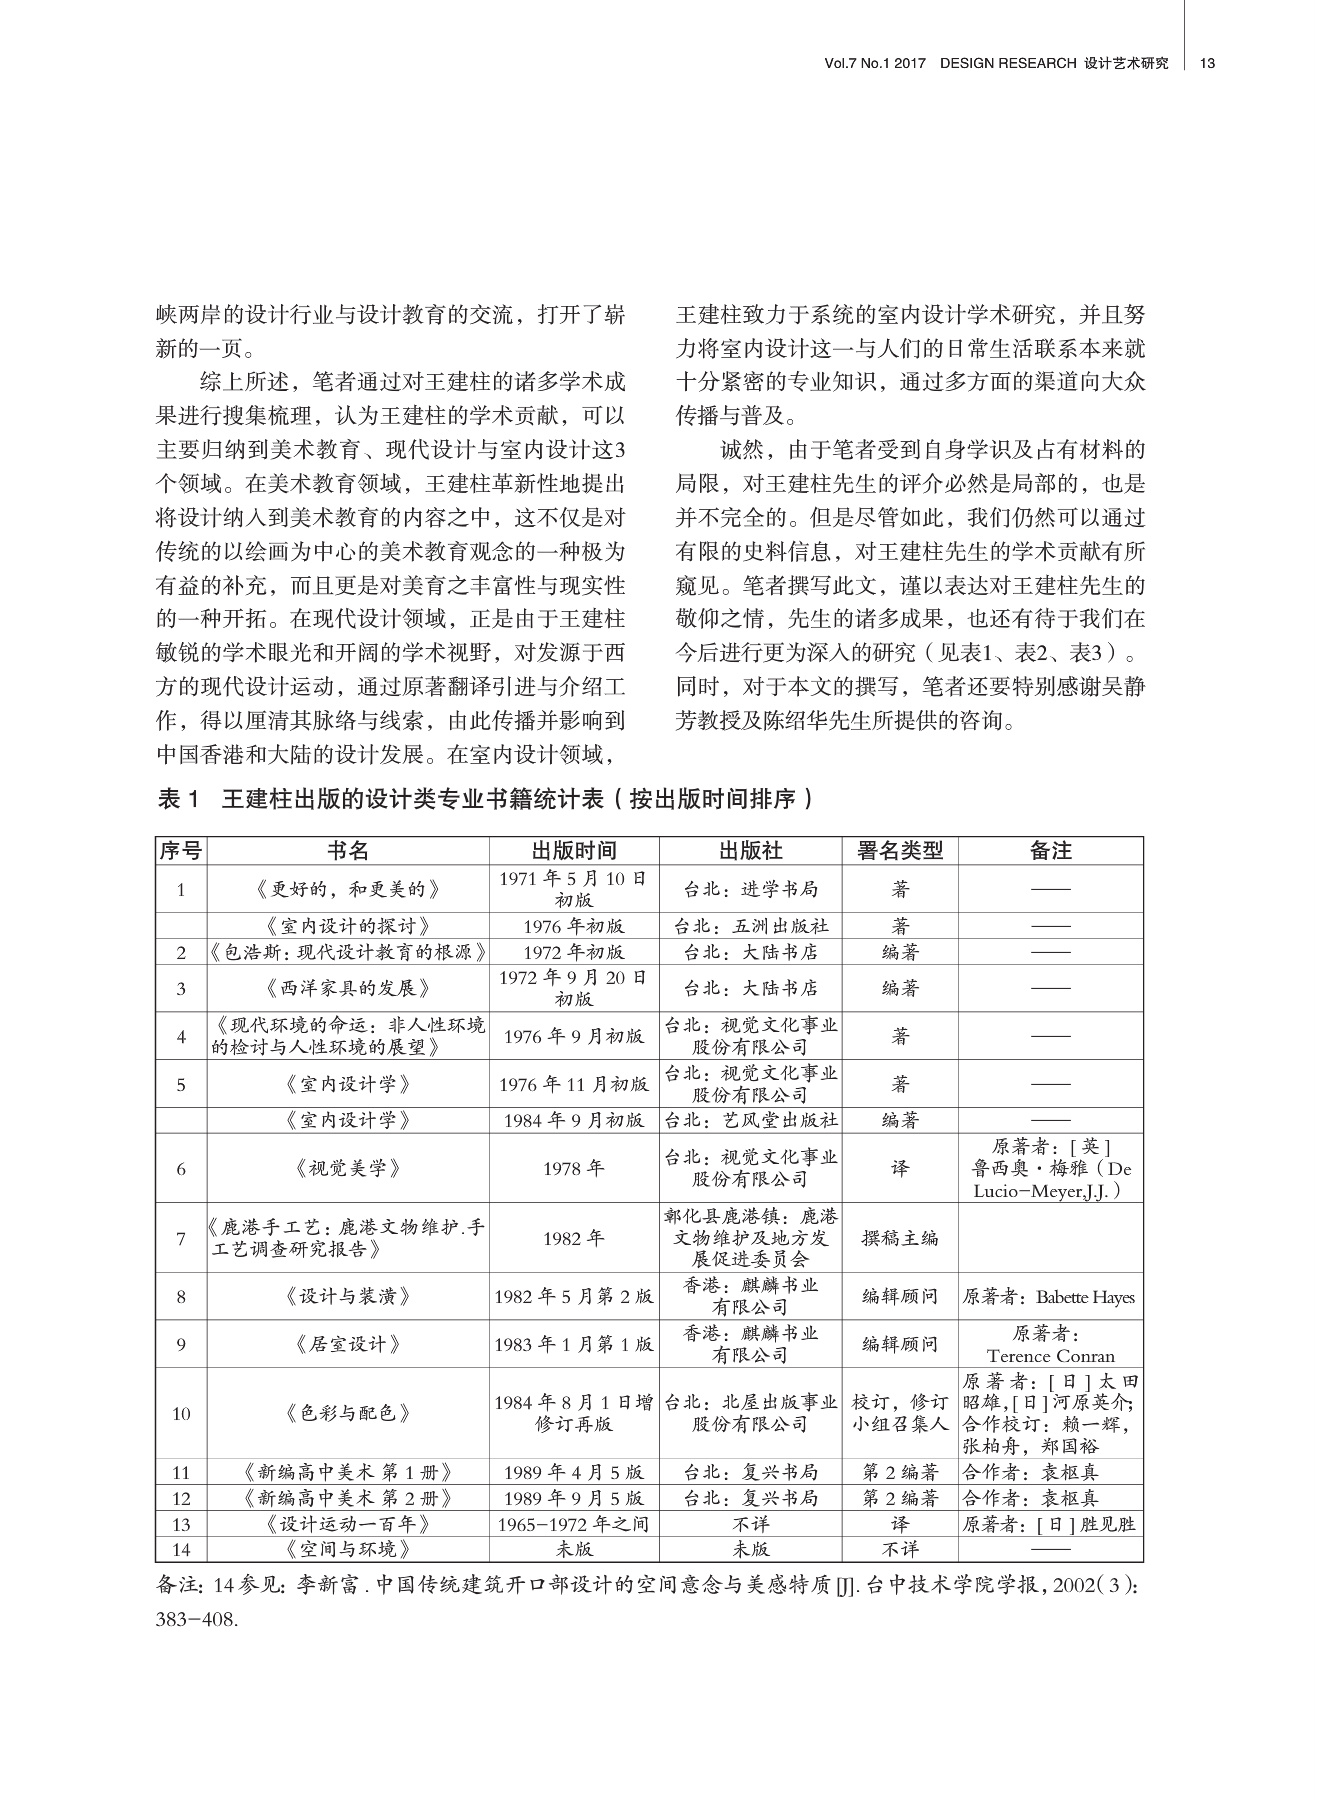 Vol.7 No.1 2017 DESIGN RESEARCH 设计艺术研究 13
峡两岸的设计行业与设计教育的交流，打开了崭
新的一页。
综上所述，笔者通过对王建柱的诸多学术成
果进行搜集梳理，认为王建柱的学术贡献，可以
主要归纳到美术教育、现代设计与室内设计这3
个领域。在美术教育领域，王建柱革新性地提出
将设计纳入到美术教育的内容之中，这不仅是对
传统的以绘画为中心的美术教育观念的一种极为
有益的补充，而且更是对美育之丰富性与现实性
的一种开拓。在现代设计领域，正是由于王建柱
敏锐的学术眼光和开阔的学术视野，对发源于西
方的现代设计运动，通过原著翻译引进与介绍工
作，得以厘清其脉络与线索，由此传播并影响到
中国香港和大陆的设计发展。在室内设计领域，
王建柱致力于系统的室内设计学术研究，并且努
力将室内设计这一与人们的日常生活联系本来就
十分紧密的专业知识，通过多方面的渠道向大众
传播与普及。
诚然，由于笔者受到自身学识及占有材料的
局限，对王建柱先生的评介必然是局部的，也是
并不完全的。但是尽管如此，我们仍然可以通过
有限的史料信息，对王建柱先生的学术贡献有所
窥见。笔者撰写此文，谨以表达对王建柱先生的
敬仰之情，先生的诸多成果，也还有待于我们在
今后进行更为深入的研究（见表1、表2、表3）。
同时，对于本文的撰写，笔者还要特别感谢吴静
芳教授及陈绍华先生所提供的咨询。
表 1 王建柱出版的设计类专业书籍统计表（按出版时间排序）
序号 书名 出版时间 出版社 署名类型 备注
1 《更好的，和更美的》 1971 年 5 月 10 日 初版 台北：进学书局 著 ——
《室内设计的探讨》 1976 年初版 台北：五洲出版社 著 ——
2 《包浩斯：现代设计教育的根源》 1972 年初版 台北：大陆书店 编著 ——
3 《西洋家具的发展》 1972 年 9 月 20 日 初版 台北：大陆书店 编著 ——
4 《现代环境的命运：非人性环境 的检讨与人性环境的展望》 1976 年 9 月初版 台北：视觉文化事业 股份有限公司 著 ——
5 《室内设计学》 1976 年 11 月初版 台北：视觉文化事业 股份有限公司 著 ——
《室内设计学》 1984 年 9 月初版 台北：艺风堂出版社 编著 ——
6 《视觉美学》 1978 年 台北：视觉文化事业 股份有限公司 译 原著者：[ 英 ] 鲁西奥・梅雅（De Lucio-Meyer,J.J.）
7 《鹿港手工艺：鹿港文物维护.手 工艺调查研究报告》 1982 年 彰化县鹿港镇：鹿港 文物维护及地方发 展促进委员会 撰稿主编
8 《设计与装潢》 1982 年 5 月第 2 版 香港：麒麟书业 有限公司 编辑顾问 原著者：Babette Hayes
9 《居室设计》 1983 年 1 月第 1 版 香港：麒麟书业 有限公司 编辑顾问 原著者： Terence Conran
10 《色彩与配色》 1984 年 8 月 1 日增 修订再版 台北：北屋出版事业 股份有限公司 校订，修订 小组召集人 原著者：[ 日 ] 太田 昭雄,[ 日 ] 河原英介; 合作校订：赖一辉， 张柏舟，郑国裕
11 《新编高中美术 第 1 册》 1989 年 4 月 5 版 台北：复兴书局 第 2 编著 合作者：袁枢真
12 《新编高中美术 第 2 册》 1989 年 9 月 5 版 台北：复兴书局 第 2 编著 合作者：袁枢真
13 《设计运动一百年》 1965-1972 年之间 不详 译 原著者：[ 日 ] 胜见胜
14 《空间与环境》 未版 未版 不详 ——
备注：14参见：李新富 . 中国传统建筑开口部设计的空间意念与美感特质 [J]. 台中技术学院学报，2002（3）：
383-408.